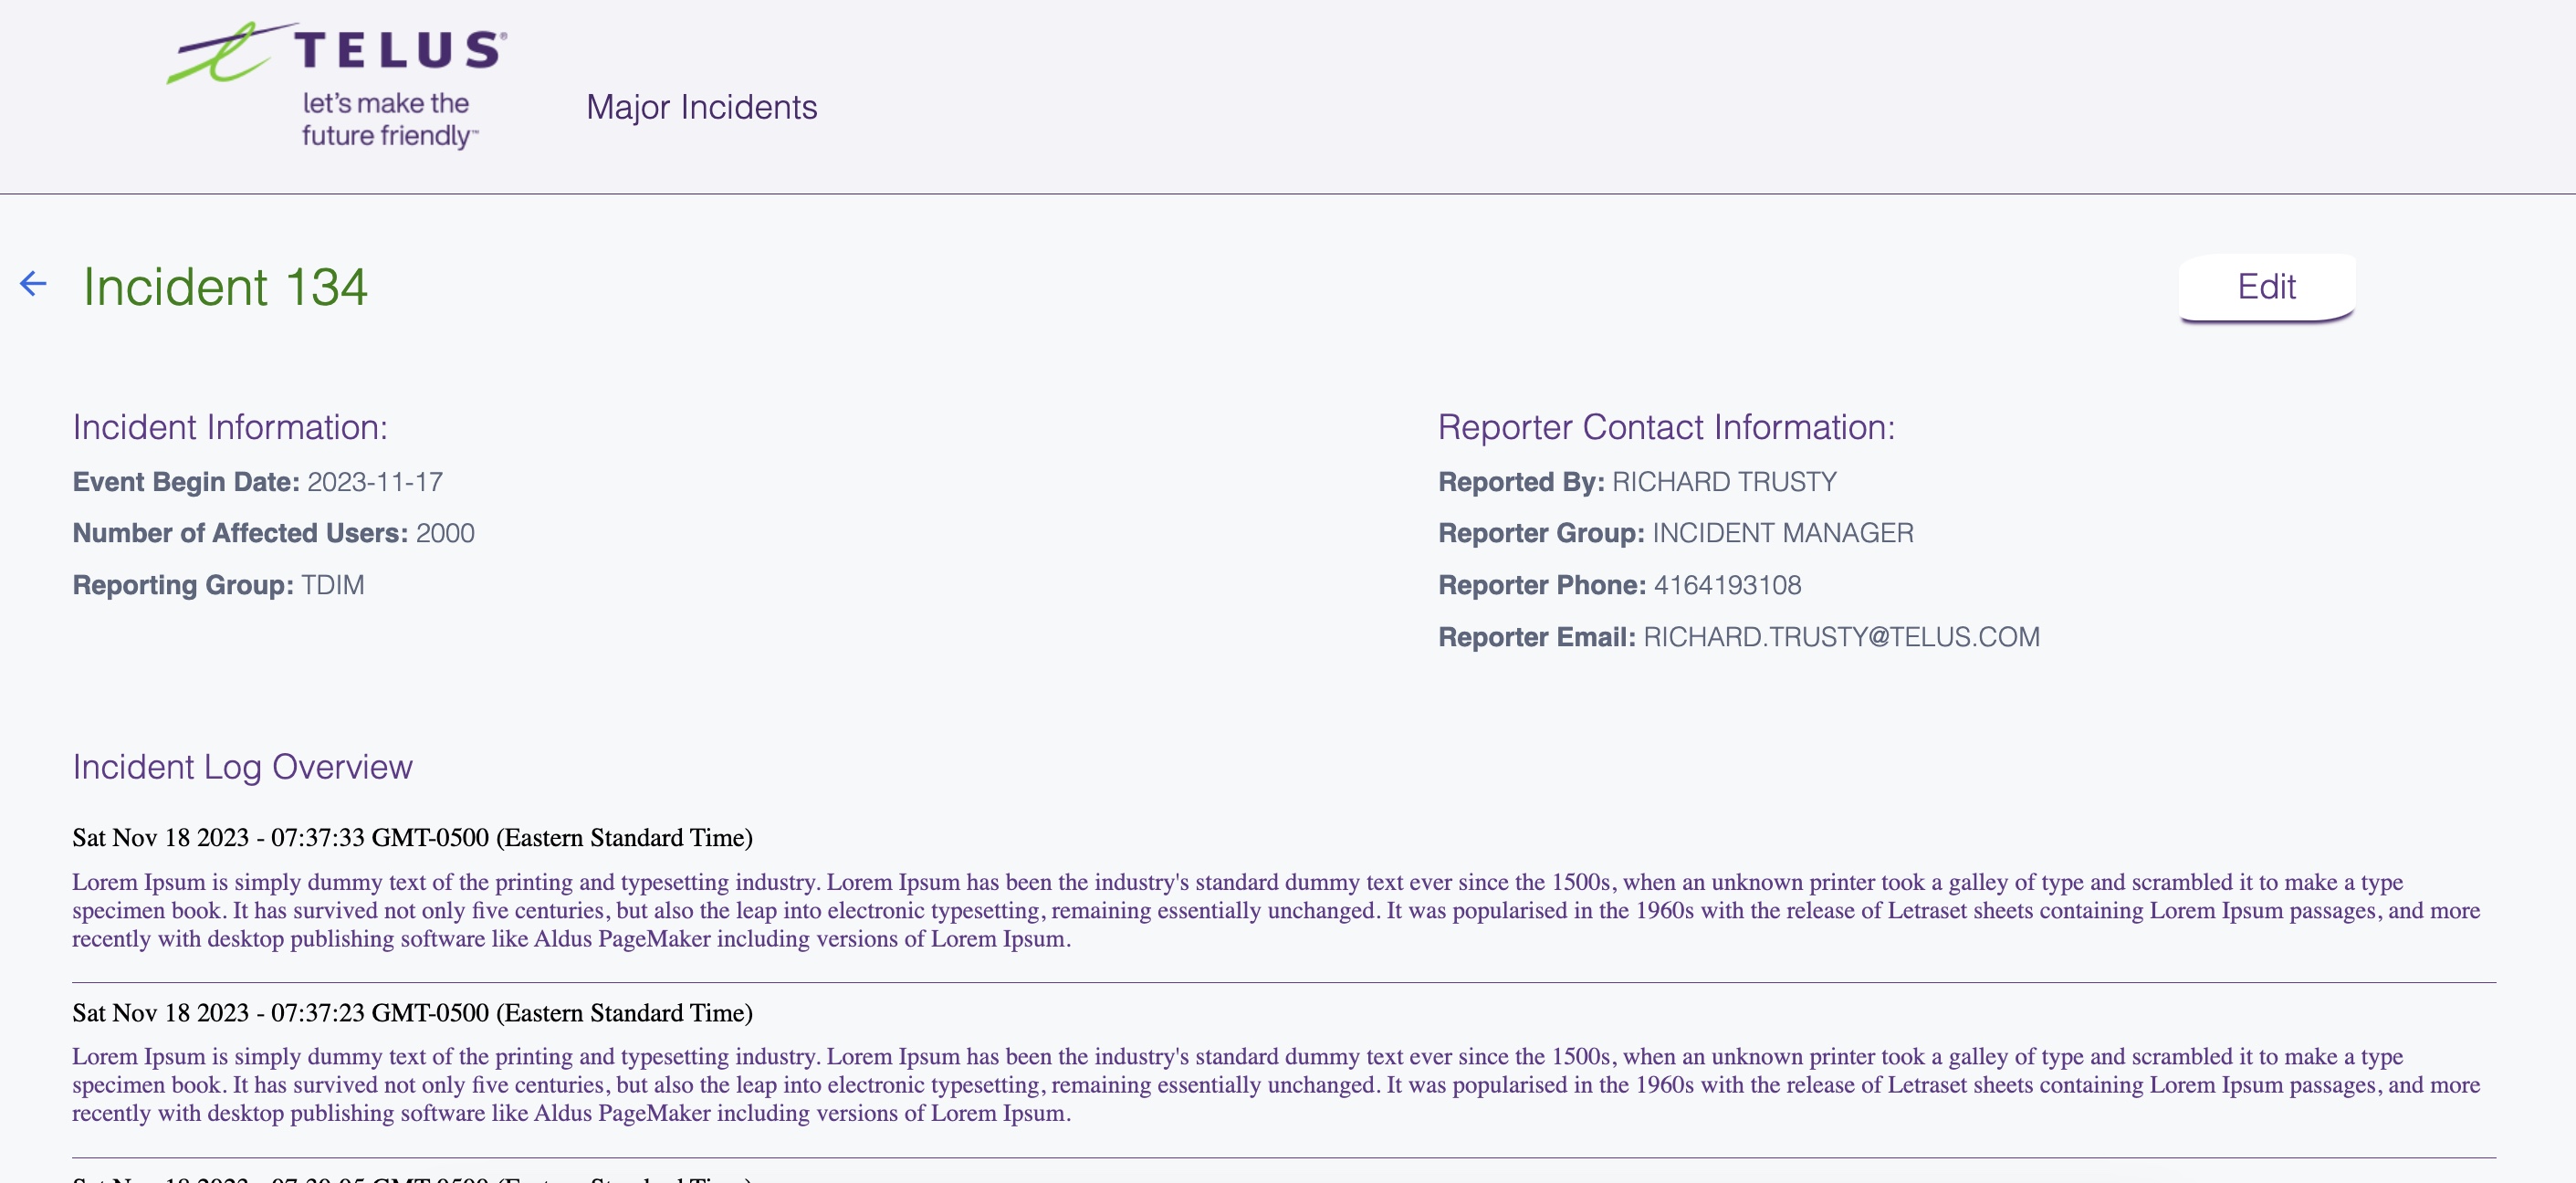 TELUS®
let's make the
future friendly™
Major Incidents
Incident 134
Edit
Incident Information:
Event Begin Date: 2023-11-17
Number of Affected Users: 2000
Reporting Group: TDIM
Reporter Contact Information:
Reported By: RICHARD TRUSTY
Reporter Group: INCIDENT MANAGER
Reporter Phone: 4164193108
Reporter Email: RICHARD.TRUSTY@TELUS.COM
Incident Log Overview
Sat Nov 18 2023 - 07:37:33 GMT-0500 (Eastern Standard Time)
Lorem Ipsum is simply dummy text of the printing and typesetting industry. Lorem Ipsum has been the industry's standard dummy text ever since the 1500s, when an unknown printer took a galley of type and scrambled it to make a type
specimen book. It has survived not only five centuries, but also the leap into electronic typesetting, remaining essentially unchanged. It was popularised in the 1960s with the release of Letraset sheets containing Lorem Ipsum passages, and more
recently with desktop publishing software like Aldus PageMaker including versions of Lorem Ipsum.
Sat Nov 18 2023 - 07:37:23 GMT-0500 (Eastern Standard Time)
Lorem Ipsum is simply dummy text of the printing and typesetting industry. Lorem Ipsum has been the industry's standard dummy text ever since the 1500s, when an unknown printer took a galley of type and scrambled it to make a type
specimen book. It has survived not only five centuries, but also the leap into electronic typesetting, remaining essentially unchanged. It was popularised in the 1960s with the release of Letraset sheets containing Lorem Ipsum passages, and more
recently with desktop publishing software like Aldus PageMaker including versions of Lorem Ipsum.